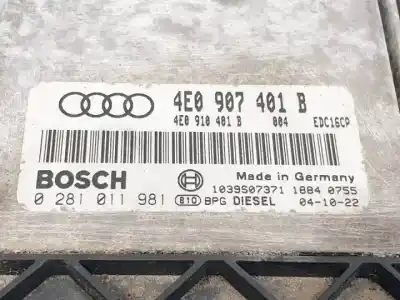 4E0 907 401 B
4E0 910 401 B 004 EDC16CP
Made in Germany
BOSCH
1039S07371 1884 0755
0 281 011 981 B10 BPG DIESEL 04-10-22